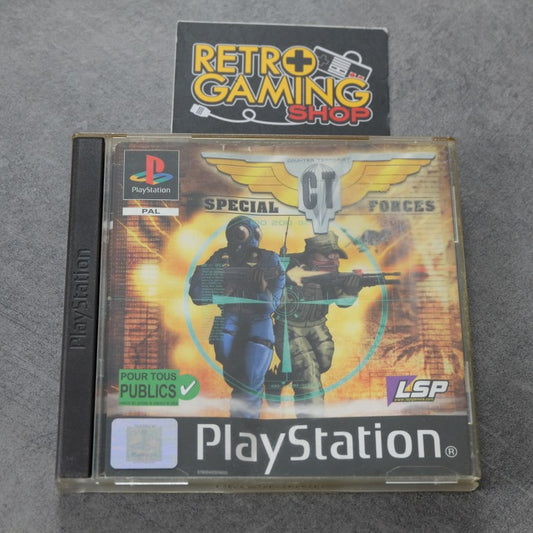 RETRO
GAMING
SHOP
PlayStation
PAL
COUNTER TERRORIST
CT
SPECIAL FORCES
PlayStation
POUR TOUS
PUBLICS
LSP
PlayStation®